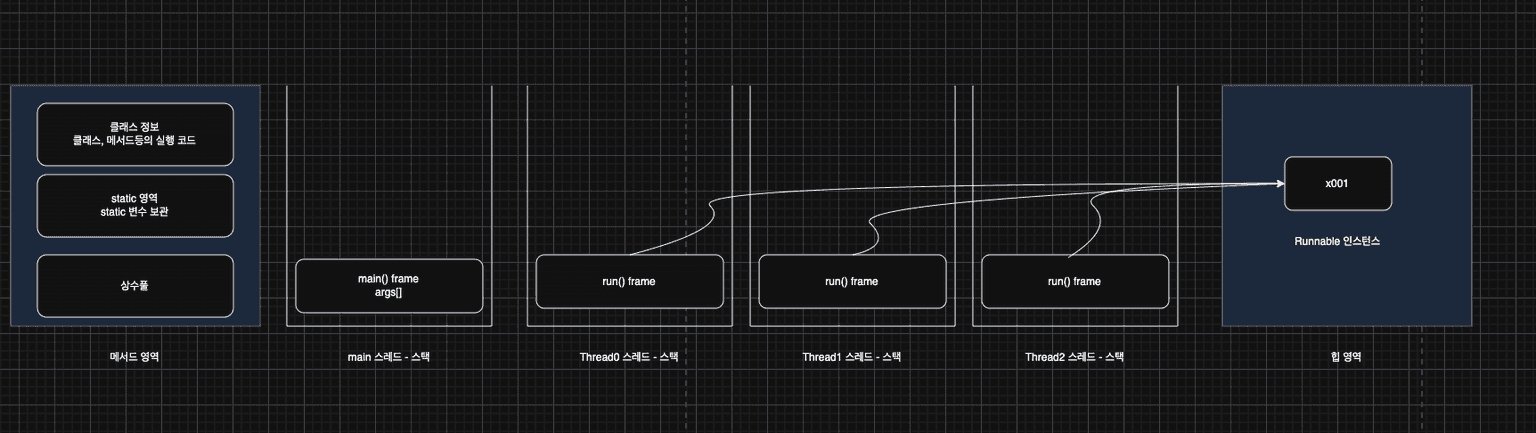 클래스 정보
클래스, 메서드등의 실행 코드
static 영역
static 변수 보관
상수풀
메서드 영역
main() frame
args[]
main 스레드 - 스택
run() frame
Thread0 스레드 - 스택
run() frame
Thread1 스레드 - 스택
run() frame
Thread2 스레드 - 스택
x001
Runnable 인스턴스
힙 영역